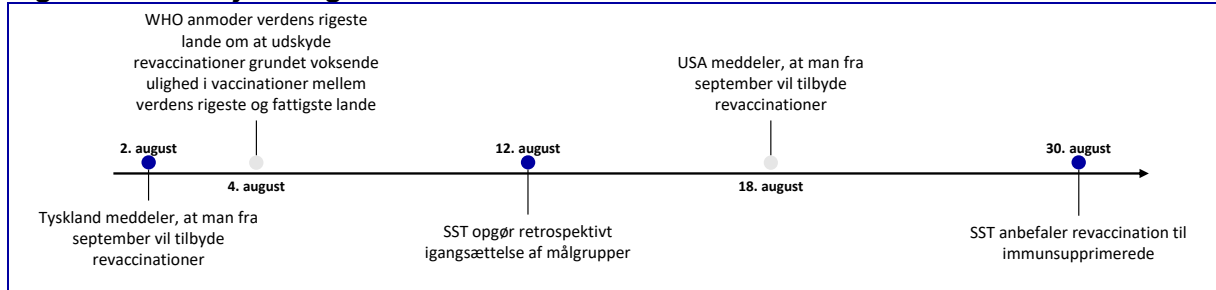 WHO anmoder verdens rigeste
lande om at udskyde
revaccinationer grundet voksende
ulighed i vaccinationer mellem
verdens rigeste og fattigste lande
USA meddeler, at man fra
september vil tilbyde
revaccinationer
2. august
12. august
30. august
4. august
18. august
Tyskland meddeler, at man fra
september vil tilbyde
revaccinationer
SST opgør retrospektivt
igangsættelse af målgrupper
SST anbefaler revaccination til
immunsupprimerede